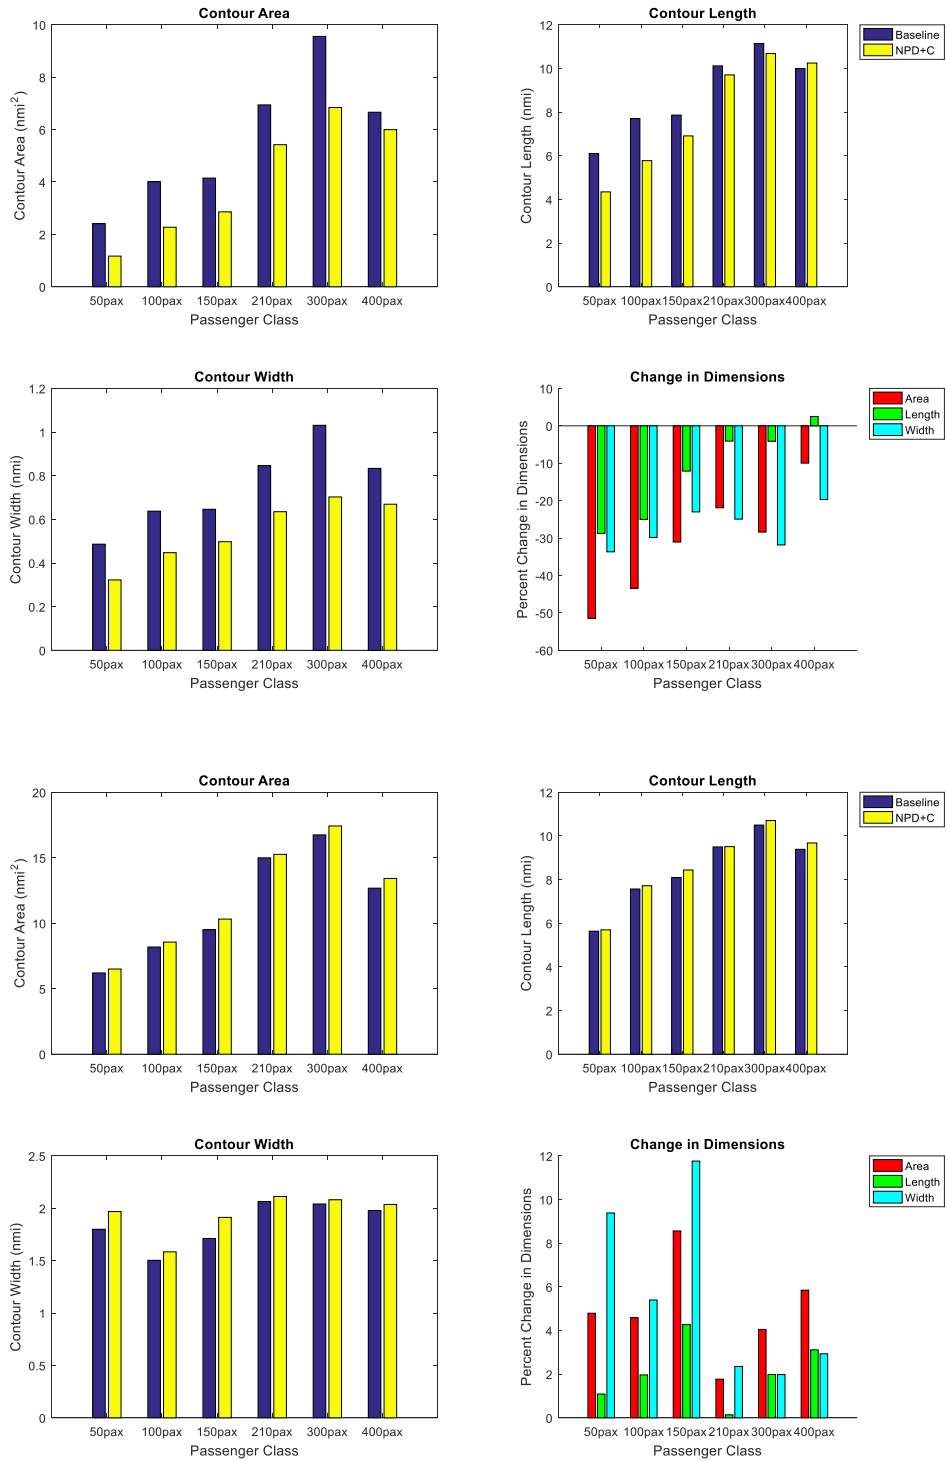 Contour Area
Contour Area (nmi²)
10
8
6
4
2
0
50pax 100pax 150pax 210pax 300pax 400pax
Passenger Class
Contour Length
Contour Length (nmi)
12
10
8
6
4
2
0
50pax 100pax 150pax 210pax 300pax 400pax
Passenger Class
Baseline
NPD+C
Contour Width
Contour Width (nmi)
1.2
1
0.8
0.6
0.4
0.2
0
50pax 100pax 150pax 210pax 300pax 400pax
Passenger Class
Change in Dimensions
Percent Change in Dimensions
10
0
-10
-20
-30
-40
-50
-60
50pax 100pax 150pax 210pax 300pax 400pax
Passenger Class
Area
Length
Width
Contour Area
Contour Area (nmi²)
20
15
10
5
0
50pax 100pax 150pax 210pax 300pax 400pax
Passenger Class
Contour Length
Contour Length (nmi)
12
10
8
6
4
2
0
50pax 100pax 150pax 210pax 300pax 400pax
Passenger Class
Baseline
NPD+C
Contour Width
Contour Width (nmi)
2.5
2
1.5
1
0.5
0
50pax 100pax 150pax 210pax 300pax 400pax
Passenger Class
Change in Dimensions
Percent Change in Dimensions
12
10
8
6
4
2
0
50pax 100pax 150pax 210pax 300pax 400pax
Passenger Class
Area
Length
Width